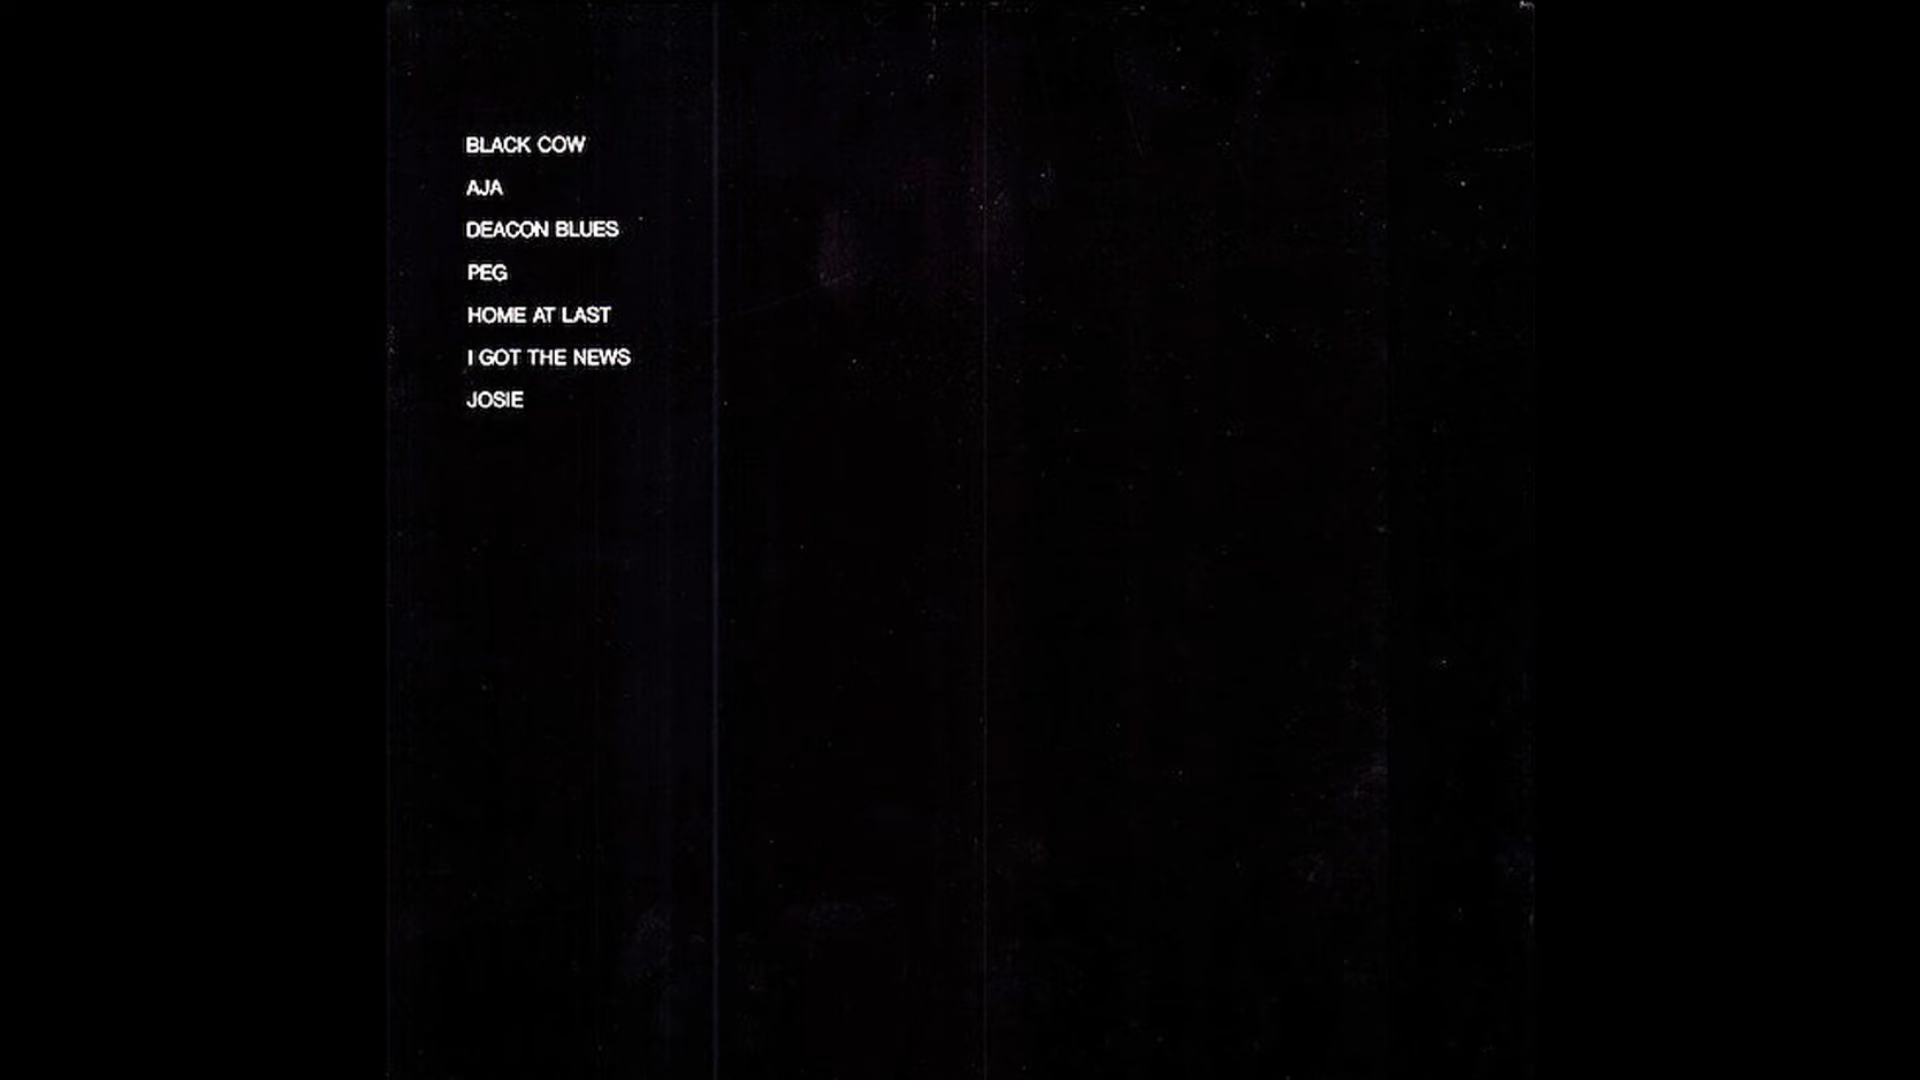 BLACK COW
AJA
DEACON BLUES
PEG
HOME AT LAST
I GOT THE NEWS
JOSIE